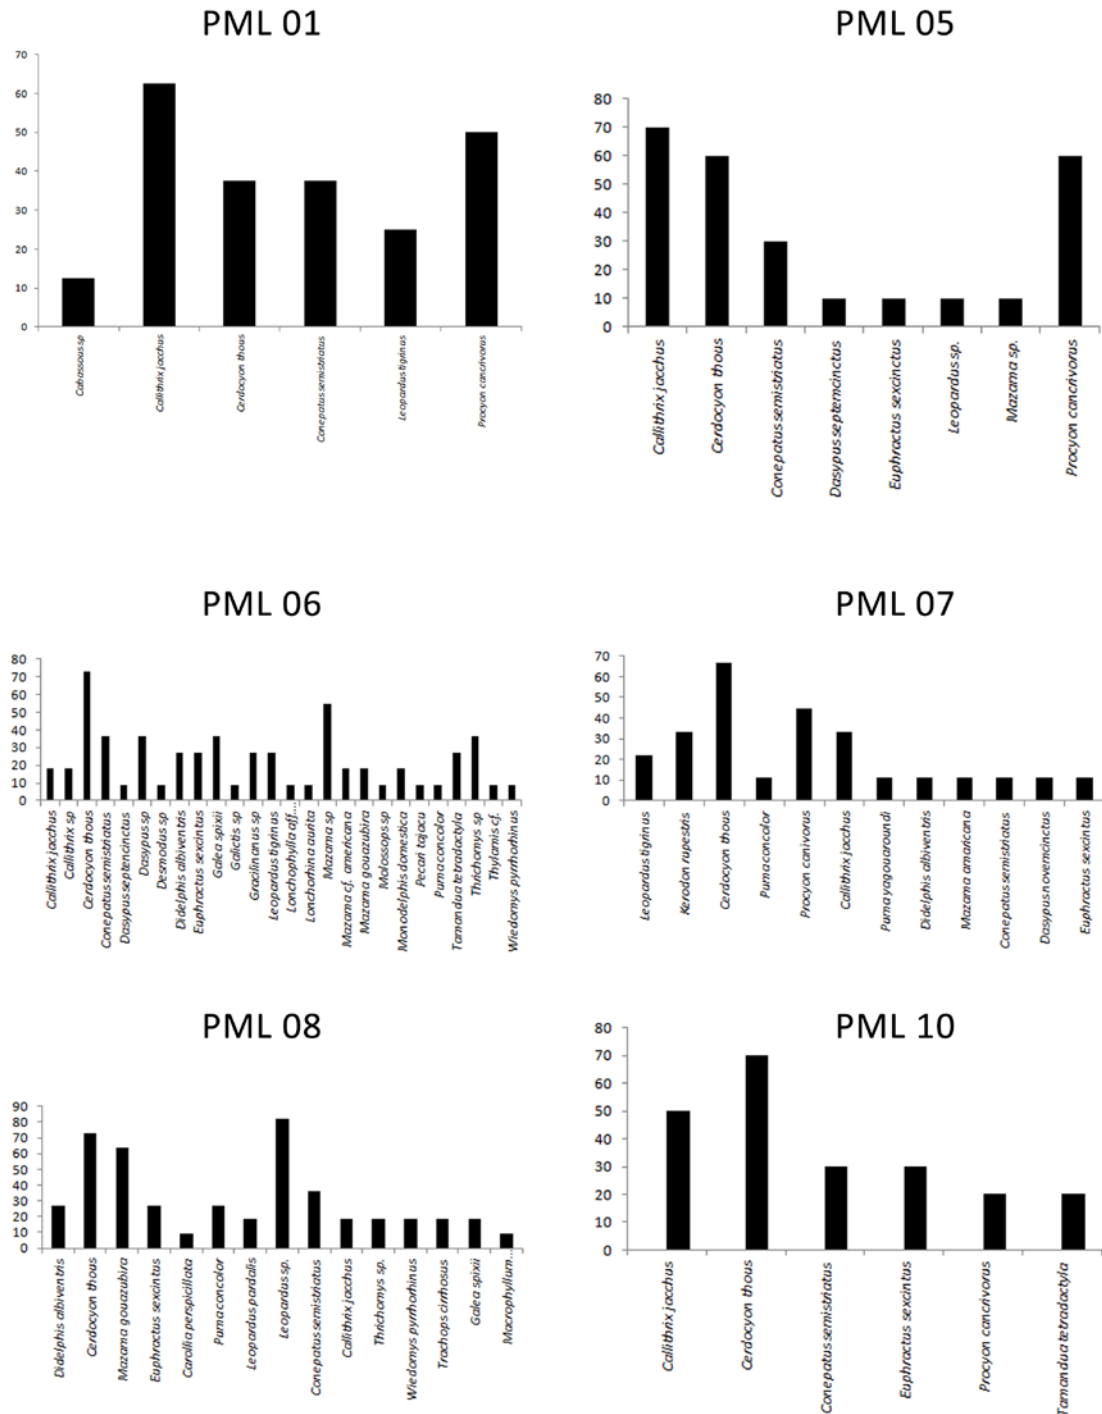 PML 01
70
60
50
40
30
20
10
0
Cabassous sp
Callithrix jacchus
Cerdocyon thous
Conepatus semistriatus
Leopardus tigrinus
Procyon cancrivorus
PML 05
80
70
60
50
40
30
20
10
0
Callithrix jacchus
Cerdocyon thous
Conepatus semistriatus
Dasypus septemcinctus
Euphractus sexcinctus
Leopardus sp.
Mazama sp.
Procyon cancrivorus
PML 06
80
70
60
50
40
30
20
10
0
Callithrix jacchus
Callithrix sp
Cerdocyon thous
Conepatus semistriatus
Dasypus septencinctus
Dasypus sp
Desmodus sp
Didelphis albiventris
Euphractus sexcintus
Galea spixii
Galictis sp
Gracilinanus sp
Leopardus tigrinus
Lonchophylla aff....
Lonchorhina aurita
Mazama sp
Mazama cf. americana
Mazama gouazubira
Molossops sp
Monodelphis domestica
Pecari tajacu
Puma concolor
Tamandua tetradactyla
Thrichomys sp
Thylamis cf.
Wiedomys pyrrhorhinus
PML 07
70
60
50
40
30
20
10
0
Leopardus tigrinus
Kerodon rupestris
Cerdocyon thous
Puma concolor
Procyon canivorus
Callithrix jacchus
Puma yagouaroundi
Didelphis albiventris
Mazama amaricana
Conepatus semistriatus
Dasypus novemcinctus
Euphractus sexcintus
PML 08
90
80
70
60
50
40
30
20
10
0
Didelphis albiventris
Cerdocyon thous
Mazama gouazubira
Euphractus sexcintus
Carollia perspicillata
Puma concolor
Leopardus pardalis
Leopardus sp.
Conepatus semistriatus
Callithrix jacchus
Thrichomys sp.
Wiedomys pyrrhorhinus
Trachops cirrhosus
Galea spixii
Macrophyllum....
PML 10
80
70
60
50
40
30
20
10
0
Callithrix jacchus
Cerdocyon thous
Conepatus semistriatus
Euphractus sexcintus
Procyon cancrivorus
Tamandua tetradactyla